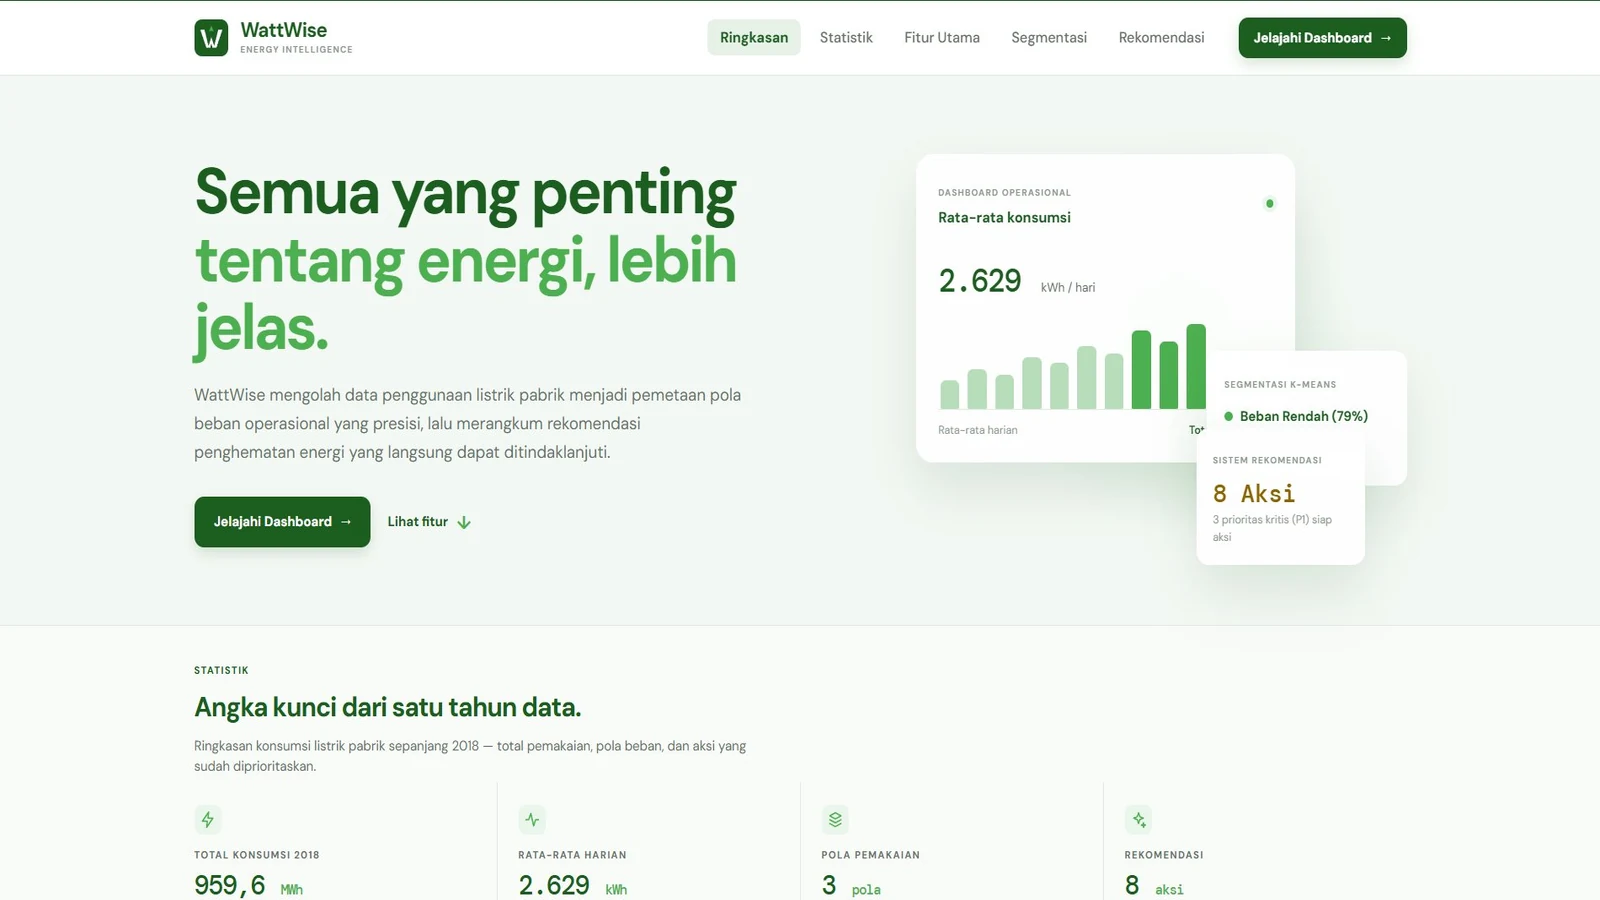 WattWise
ENERGY INTELLIGENCE
Ringkasan
Statistik
Fitur Utama
Segmentasi
Rekomendasi
Jelajahi Dashboard →
Semua yang penting
tentang energi, lebih
jelas.
WattWise mengolah data penggunaan listrik pabrik menjadi pemetaan pola
beban operasional yang presisi, lalu merangkum rekomendasi
penghematan energi yang langsung dapat ditindaklanjuti.
Jelajahi Dashboard →
Lihat fitur ↓
DASHBOARD OPERASIONAL
Rata-rata konsumsi
2.629 kWh / hari
Rata-rata harian
SEGMENTASI K-MEANS
Beban Rendah (79%)
SISTEM REKOMENDASI
8 Aksi
3 prioritas kritis (P1) siap
aksi
STATISTIK
Angka kunci dari satu tahun data.
Ringkasan konsumsi listrik pabrik sepanjang 2018 — total pemakaian, pola beban, dan aksi yang
sudah diprioritaskan.
TOTAL KONSUMSI 2018
959,6 MWh
RATA-RATA HARIAN
2.629 kWh
POLA PEMAKAIAN
3 pola
REKOMENDASI
8 aksi